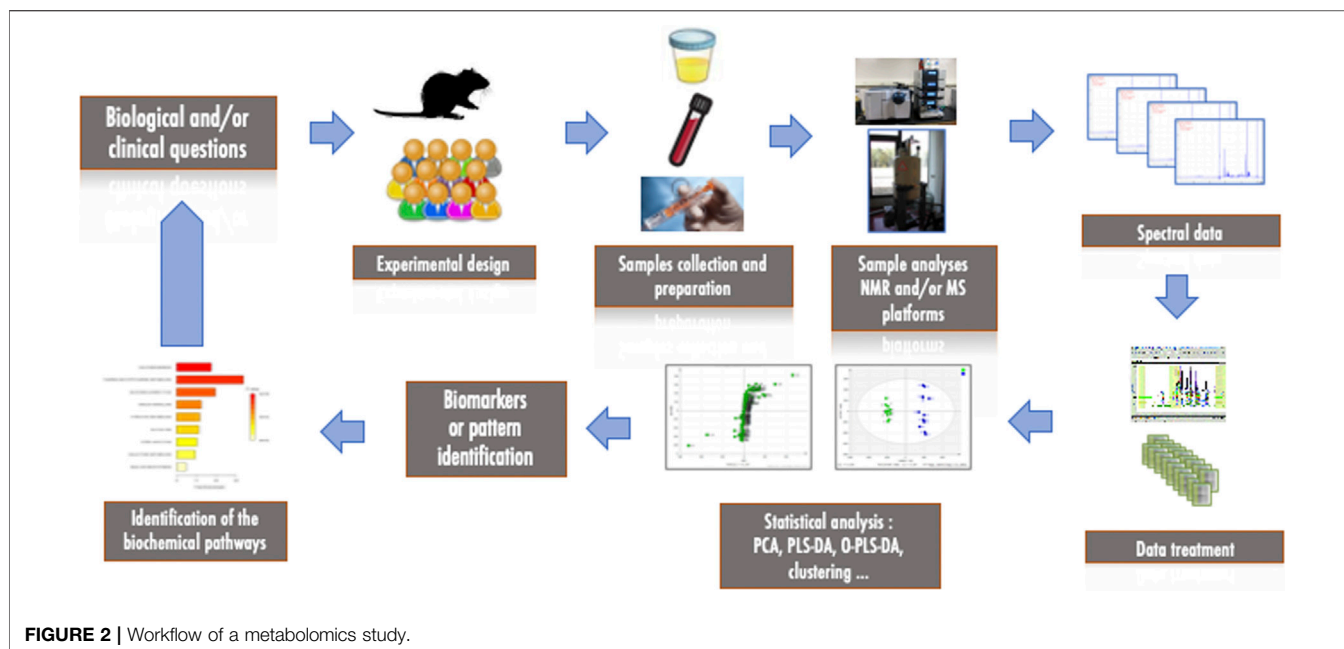 Biological and/or
clinical questions
Experimental design
Samples collection and
preparation
Sample analyses
NMR and/or MS
platforms
Spectral data
Data treatment
Statistical analysis :
PCA, PLS-DA, O-PLS-DA,
clustering ...
Biomarkers
or pattern
identification
Identification of the
biochemical pathways
FIGURE 2 | Workflow of a metabolomics study.